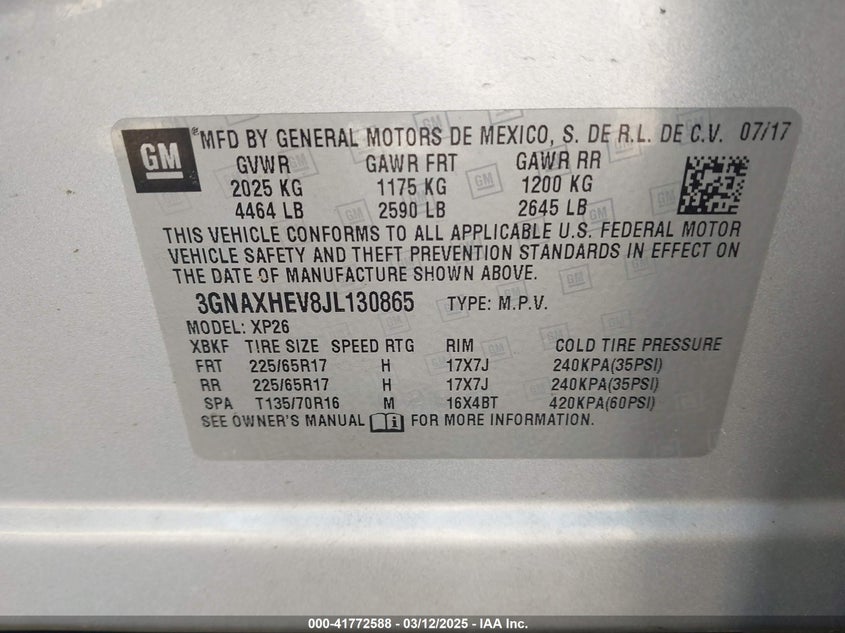 GM ® MFD BY GENERAL MOTORS DE MEXICO, S. DE R.L. DE C.V. 07/17
GVWR GAWR FRT GAWR RR
2025 KG 1175 KG 1200 KG
4464 LB 2590 LB 2645 LB
THIS VEHICLE CONFORMS TO ALL APPLICABLE U.S. FEDERAL MOTOR
VEHICLE SAFETY AND THEFT PREVENTION STANDARDS IN EFFECT ON
THE DATE OF MANUFACTURE SHOWN ABOVE.
3GNAXHEV8JL130865 TYPE: M.P.V.
MODEL: XP26
XBKF TIRE SIZE SPEED RTG RIM COLD TIRE PRESSURE
FRT 225/65R17 H 17X7J 240KPA(35PSI)
RR 225/65R17 H 17X7J 240KPA(35PSI)
SPA T135/70R16 M 16X4BT 420KPA(60PSI)
SEE OWNER'S MANUAL FOR MORE INFORMATION.
000-41772588 - 03/12/2025 - IAA Inc.